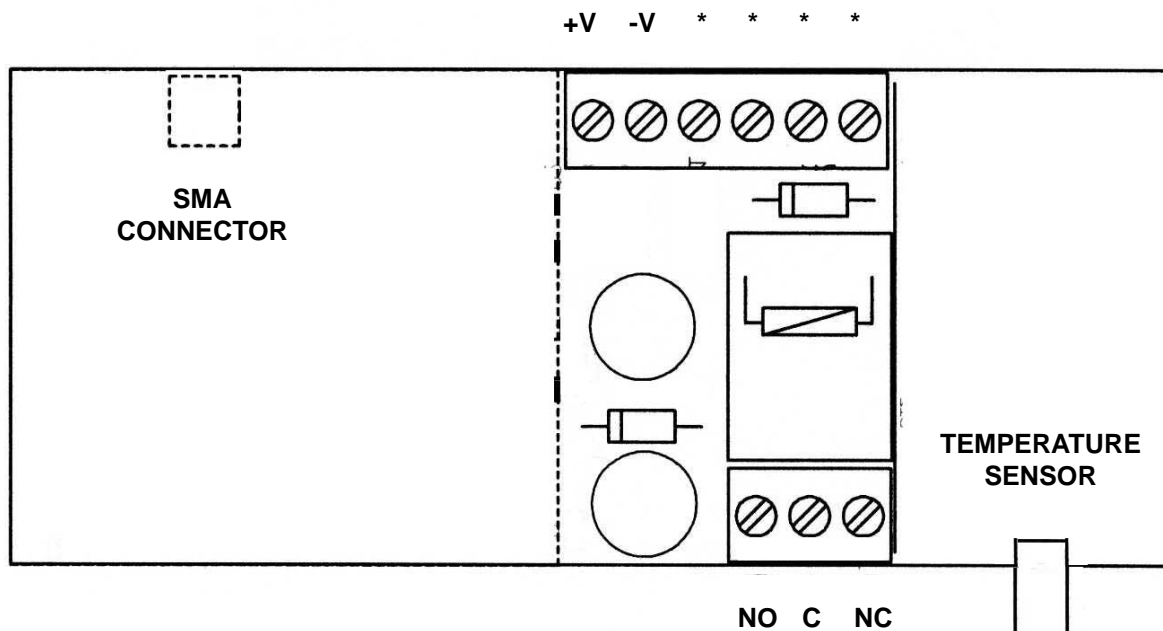 +V -V * * * *
SMA
CONNECTOR
TEMPERATURE
SENSOR
NO C NC